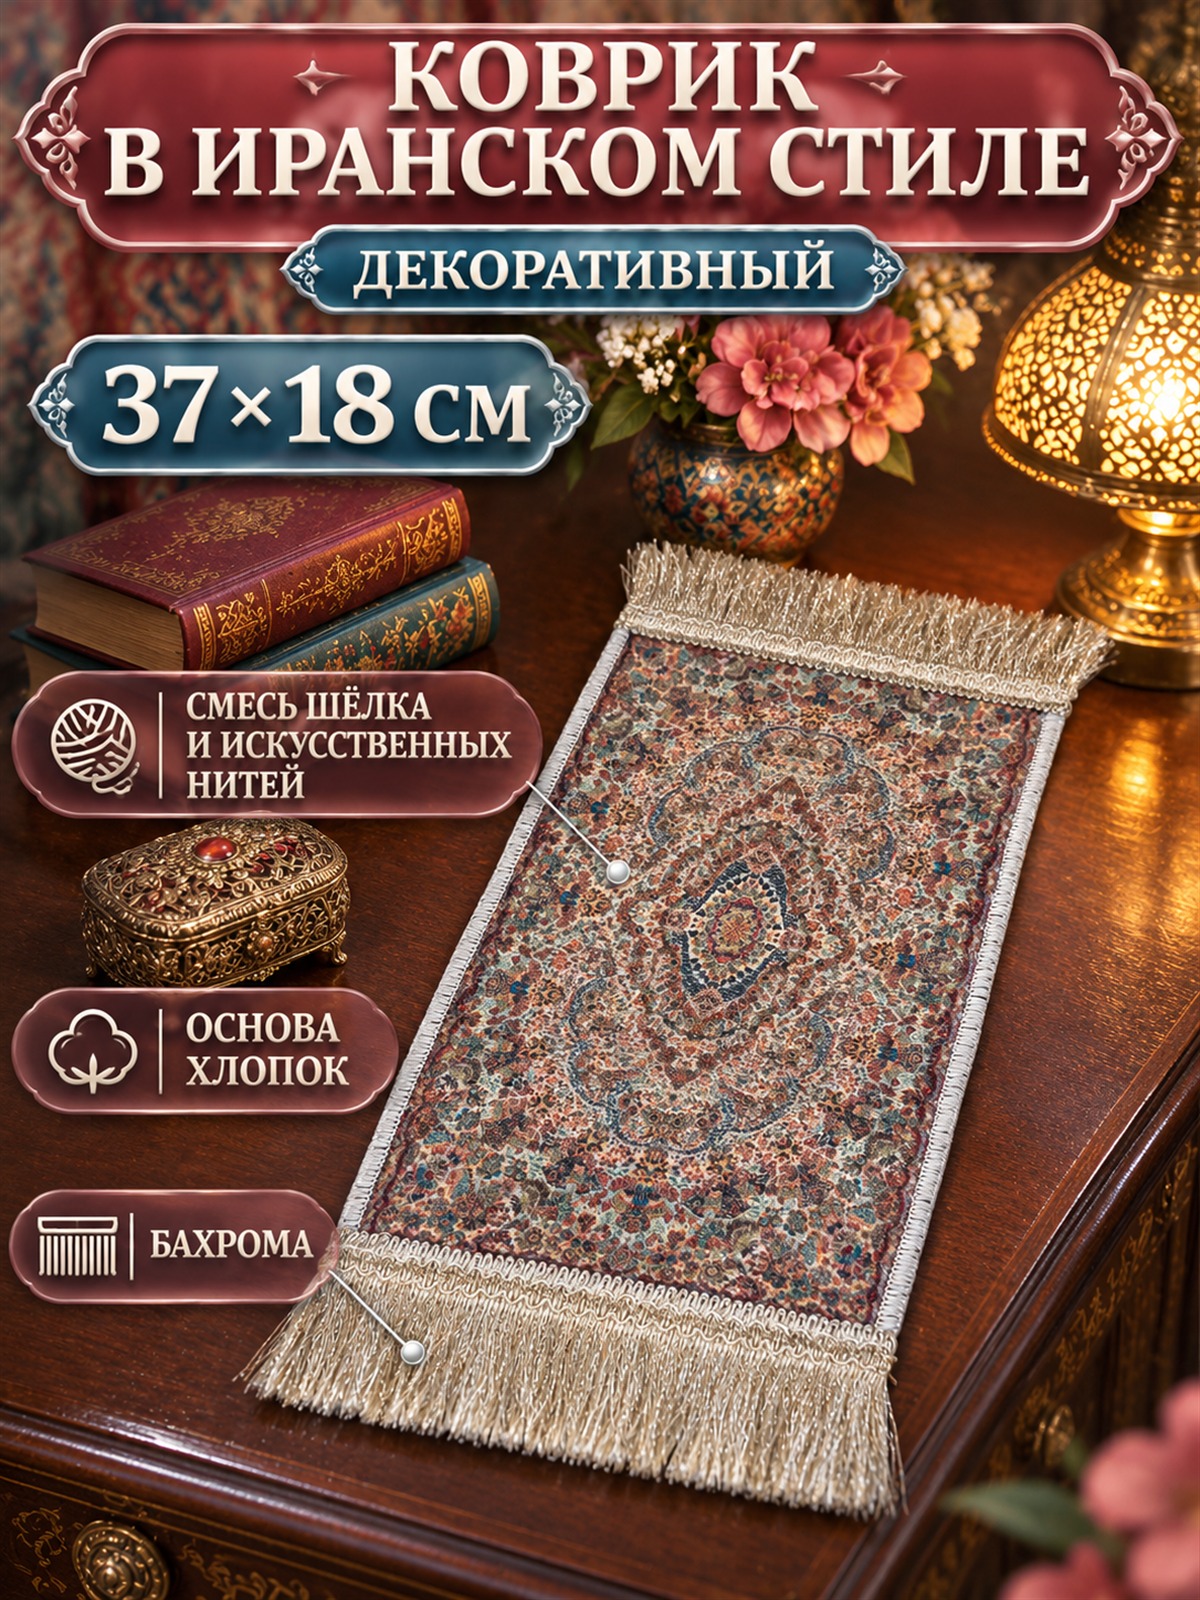 КОВРИК
В ИРАНСКОМ СТИЛЕ
ДЕКОРАТИВНЫЙ
37×18 СМ
СМЕСЬ ШЁЛКА
И ИСКУССТВЕННЫХ
НИТЕЙ
ОСНОВА
ХЛОПОК
БАХРОМА